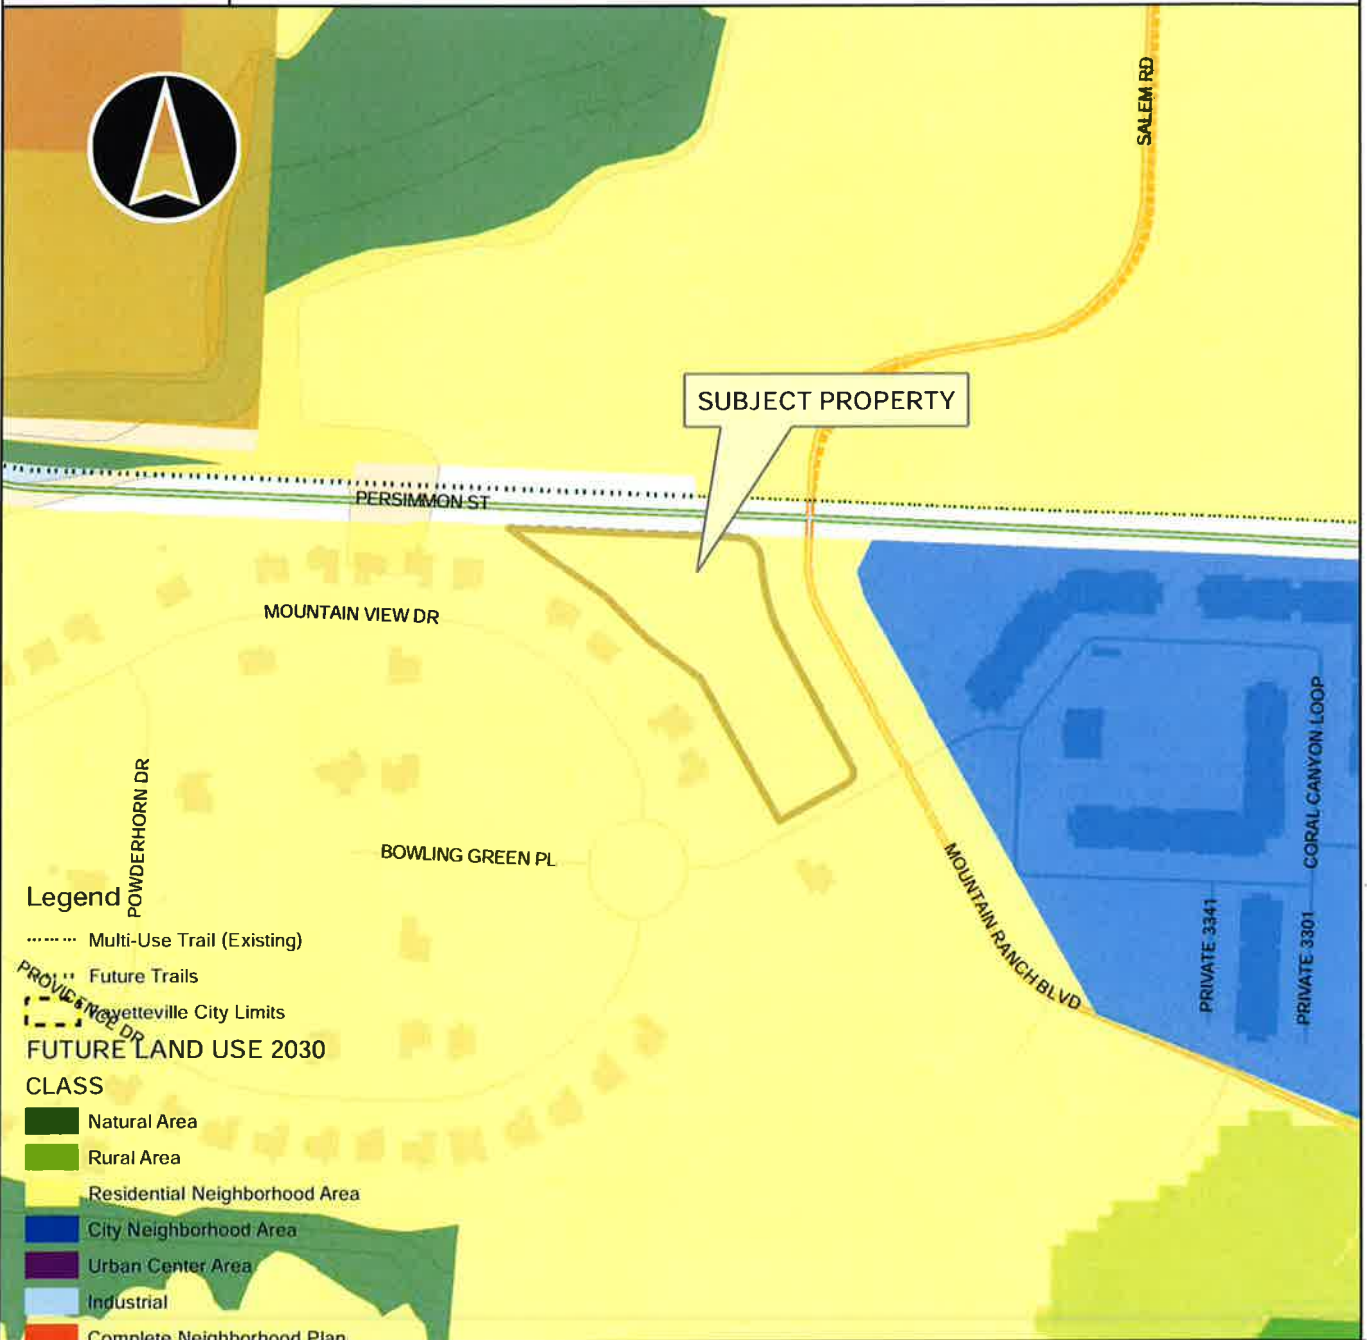 SALEM RD
SUBJECT PROPERTY
PERSIMMON ST
MOUNTAIN VIEW DR
POWDERHORN DR
BOWLING GREEN PL
MOUNTAIN RANCH BLVD
CORAL CANYON LOOP
PRIVATE 3341
PRIVATE 3301
PROVIDENCE DR
Legend
Multi-Use Trail (Existing)
Future Trails
Fayetteville City Limits
FUTURE LAND USE 2030
CLASS
Natural Area
Rural Area
Residential Neighborhood Area
City Neighborhood Area
Urban Center Area
Industrial
Complete Neighborhood Plan